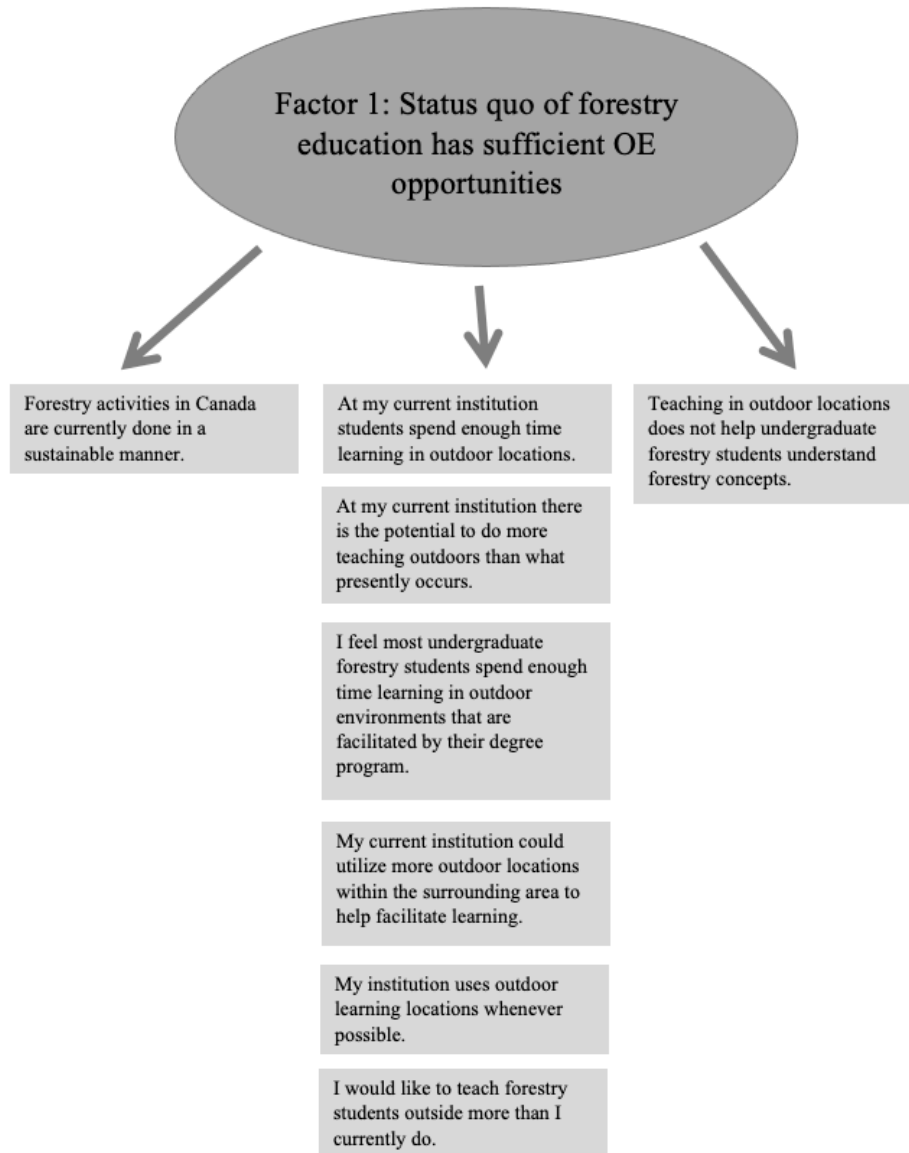 Factor 1: Status quo of forestry
education has sufficient OE
opportunities
Forestry activities in Canada
are currently done in a
sustainable manner.
At my current institution
students spend enough time
learning in outdoor locations.
At my current institution there
is the potential to do more
teaching outdoors than what
presently occurs.
I feel most undergraduate
forestry students spend enough
time learning in outdoor
environments that are
facilitated by their degree
program.
My current institution could
utilize more outdoor locations
within the surrounding area to
help facilitate learning.
My institution uses outdoor
learning locations whenever
possible.
I would like to teach forestry
students outside more than I
currently do.
Teaching in outdoor locations
does not help undergraduate
forestry students understand
forestry concepts.